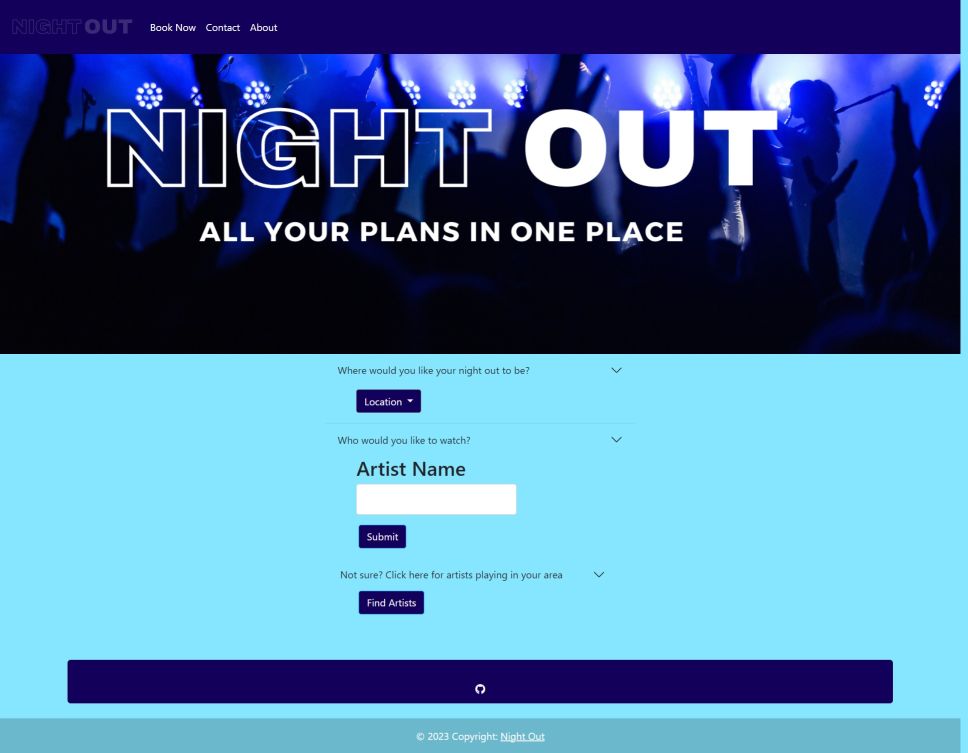 NIGHT OUT Book Now Contact About
NIGHT OUT
ALL YOUR PLANS IN ONE PLACE
Where would you like your night out to be?
Location
Who would you like to watch?
Artist Name
Submit
Not sure? Click here for artists playing in your area
Find Artists
© 2023 Copyright: Night Out